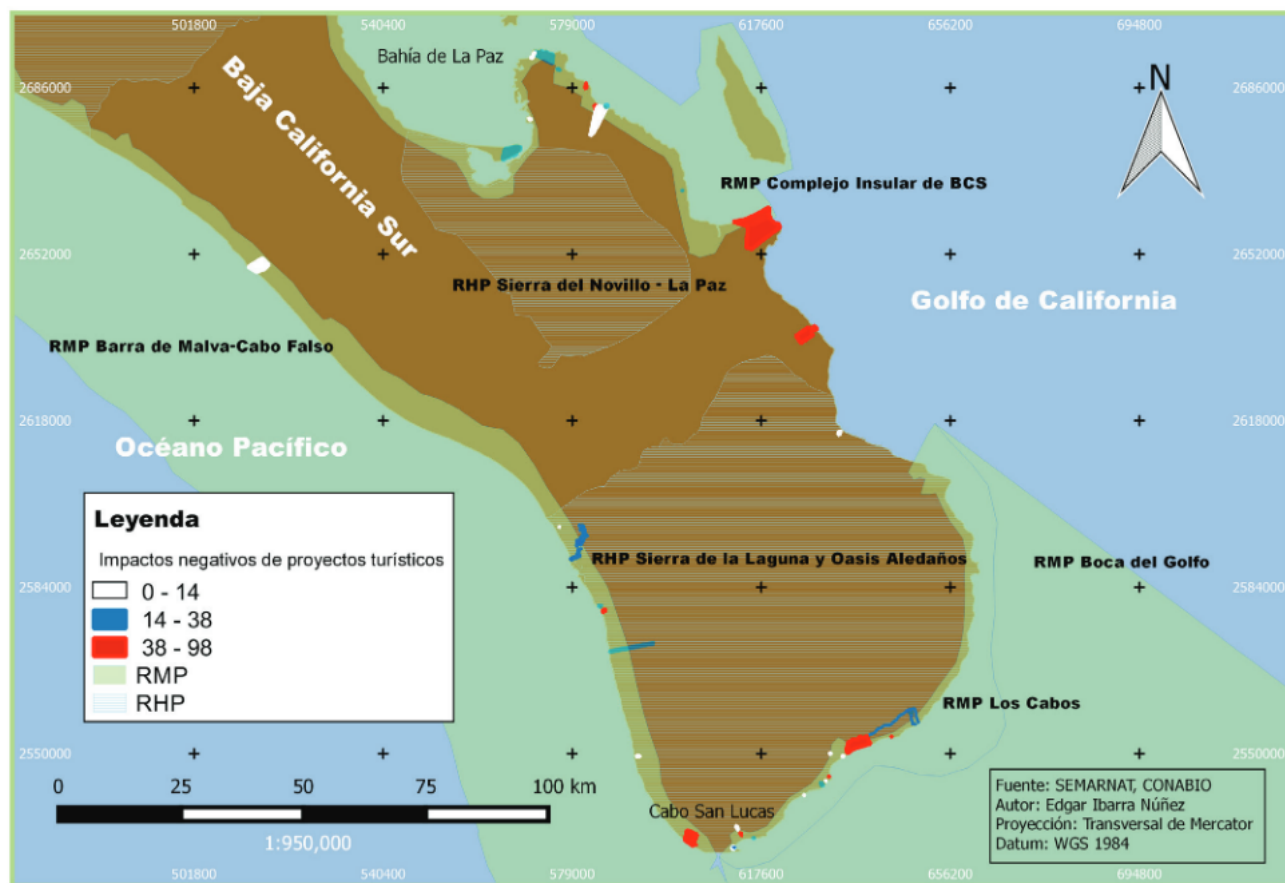 501800 540404 579000 617600 656200 694800
Bahía de La Paz
N
2686000 2686000
Baja California Sur
RMP Complejo Insular de BCS
2652000 2652000
RHP Sierra del Novillo - La Paz
Golfo de California
RMP Barra de Malva-Cabo Falso
2618000 2618000
Océano Pacífico
Leyenda
Impactos negativos de proyectos turísticos
0 - 14
14 - 38
38 - 98
RMP
RHP
RHP Sierra de la Laguna y Oasis Aledaños
RMP Boca del Golfo
2584000 2584000
RMP Los Cabos
2550000 2550000
0 25 50 75 100 km
1:950,000
Cabo San Lucas
Fuente: SEMARNAT, CONABIO
Autor: Edgar Ibarra Núñez
Proyección: Transversal de Mercator
Datum: WGS 1984
501800 540400 579000 617600 656200 694800